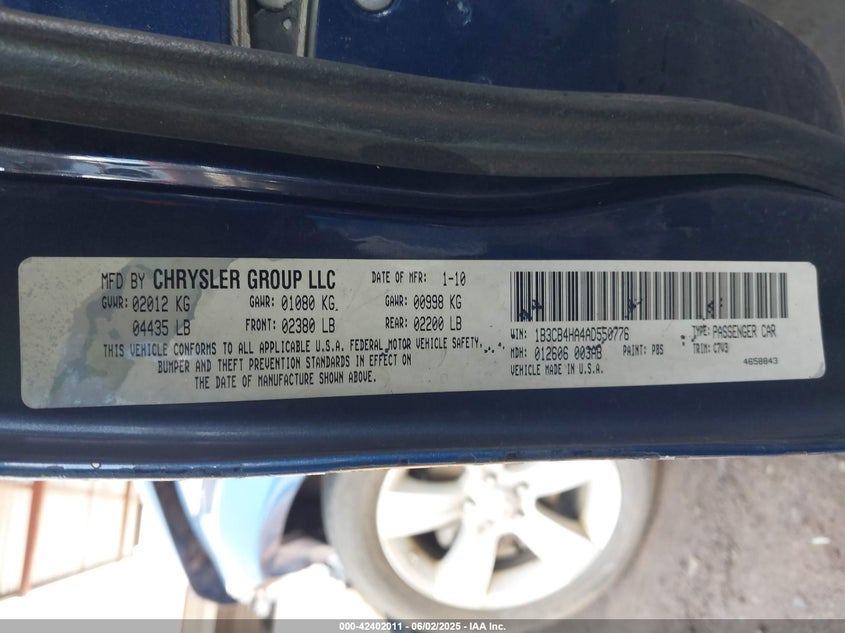 MFD BY CHRYSLER GROUP LLC DATE OF MFR: 1-10
GVWR: 02012 KG GAWR: 01080 KG. GAWR: 00998 KG
04435 LB FRONT: 02380 LB REAR: 02200 LB
THIS VEHICLE CONFORMS TO ALL APPLICABLE U.S.A. FEDERAL MOTOR VEHICLE SAFETY,
BUMPER AND THEFT PREVENTION STANDARDS IN EFFECT ON
THE DATE OF MANUFACTURE SHOWN ABOVE.
VIN: 1B3CB4HA4AD550776 TYPE: PASSENGER CAR
MDH: 012606 003AB PAINT: PBS TRIM: C7V3
VEHICLE MADE IN U.S.A. 4658843
000-42402011 | 06/02/2025 | IAA Inc.